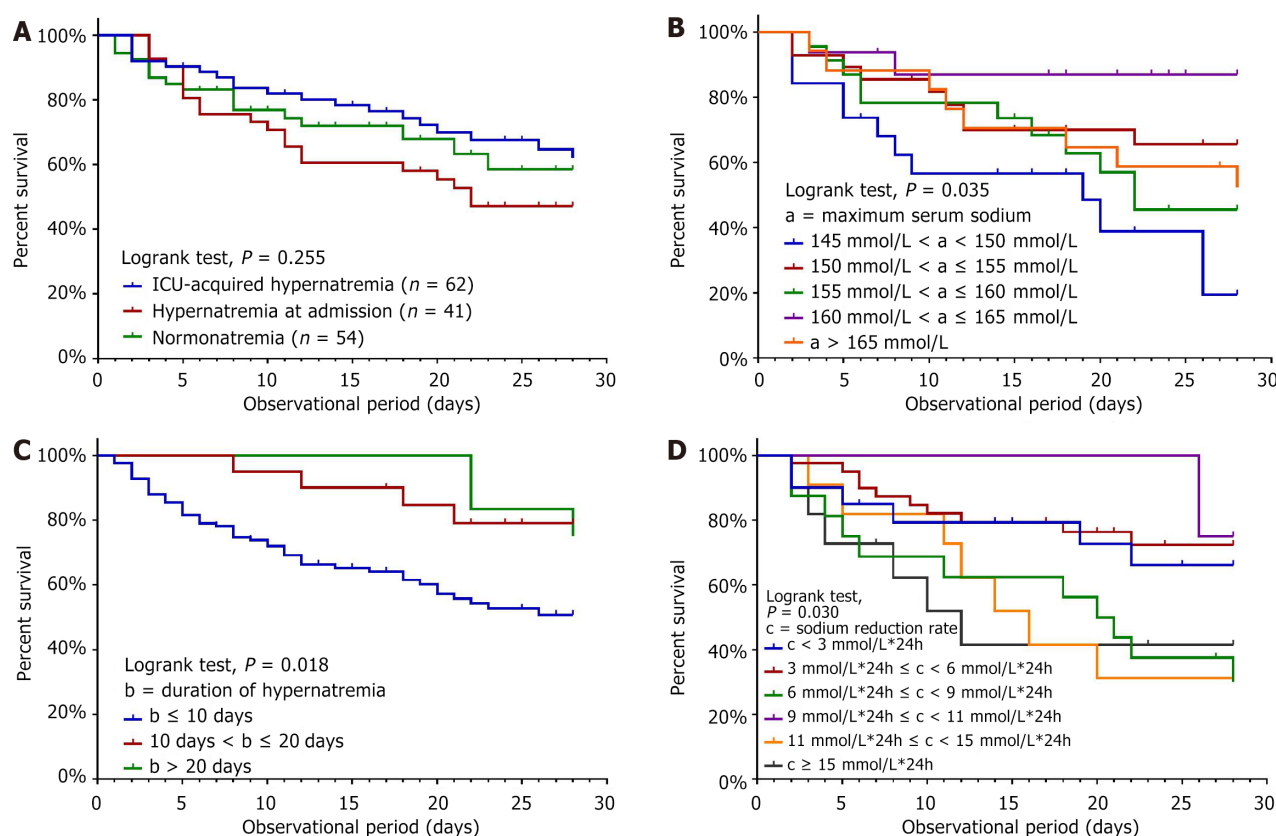 A
100%
80%
60%
40%
20%
0%
Percent survival
Logrank test, P = 0.255
ICU-acquired hypernatremia (n = 62)
Hypernatremia at admission (n = 41)
Normonatremia (n = 54)
0 5 10 15 20 25 30
Observational period (days)
B
100%
80%
60%
40%
20%
0%
Percent survival
Logrank test, P = 0.035
a = maximum serum sodium
145 mmol/L < a < 150 mmol/L
150 mmol/L < a ≤ 155 mmol/L
155 mmol/L < a ≤ 160 mmol/L
160 mmol/L < a ≤ 165 mmol/L
a > 165 mmol/L
0 5 10 15 20 25 30
Observational period (days)
C
100%
80%
60%
40%
20%
0%
Percent survival
Logrank test, P = 0.018
b = duration of hypernatremia
b ≤ 10 days
10 days < b ≤ 20 days
b > 20 days
0 5 10 15 20 25 30
Observational period (days)
D
100%
80%
60%
40%
20%
0%
Percent survival
Logrank test,
P = 0.030
c = sodium reduction rate
c < 3 mmol/L*24h
3 mmol/L*24h ≤ c < 6 mmol/L*24h
6 mmol/L*24h ≤ c < 9 mmol/L*24h
9 mmol/L*24h ≤ c < 11 mmol/L*24h
11 mmol/L*24h ≤ c < 15 mmol/L*24h
c ≥ 15 mmol/L*24h
0 5 10 15 20 25 30
Observational period (days)